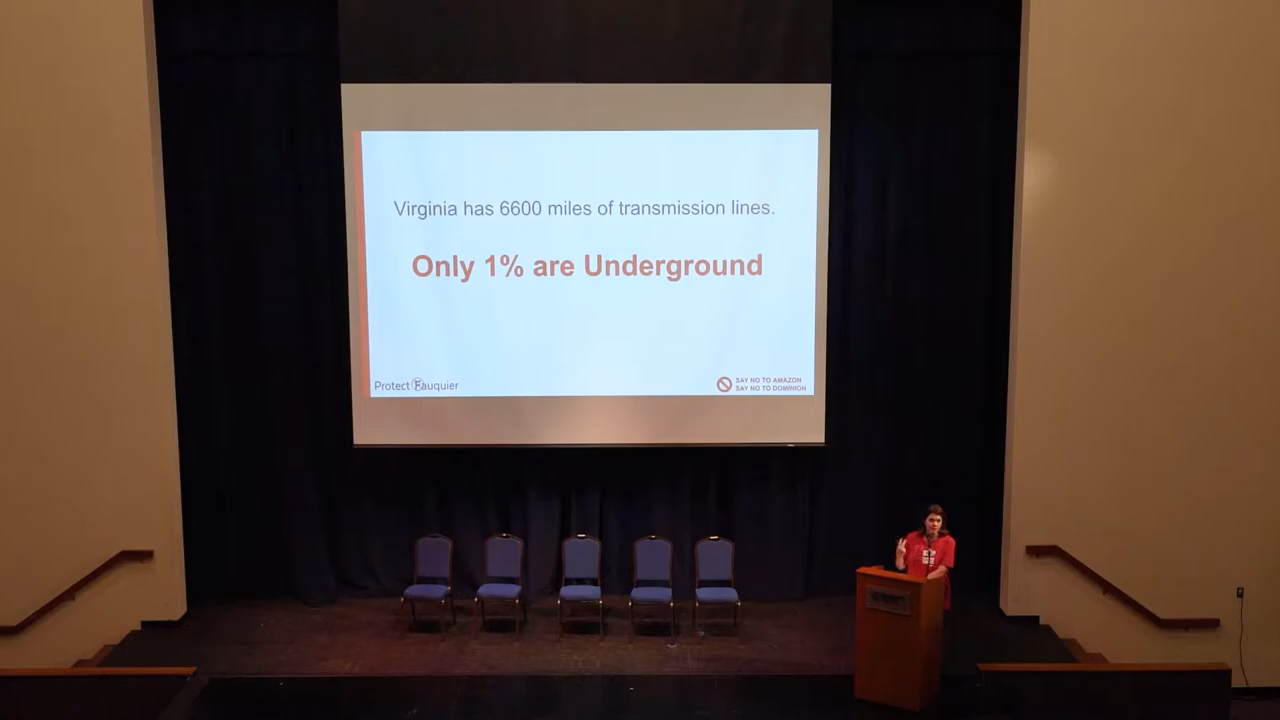 Virginia has 6600 miles of transmission lines.
Only 1% are Underground
Protect Fauquier
SAY NO TO AMAZON
SAY NO TO DOMINION